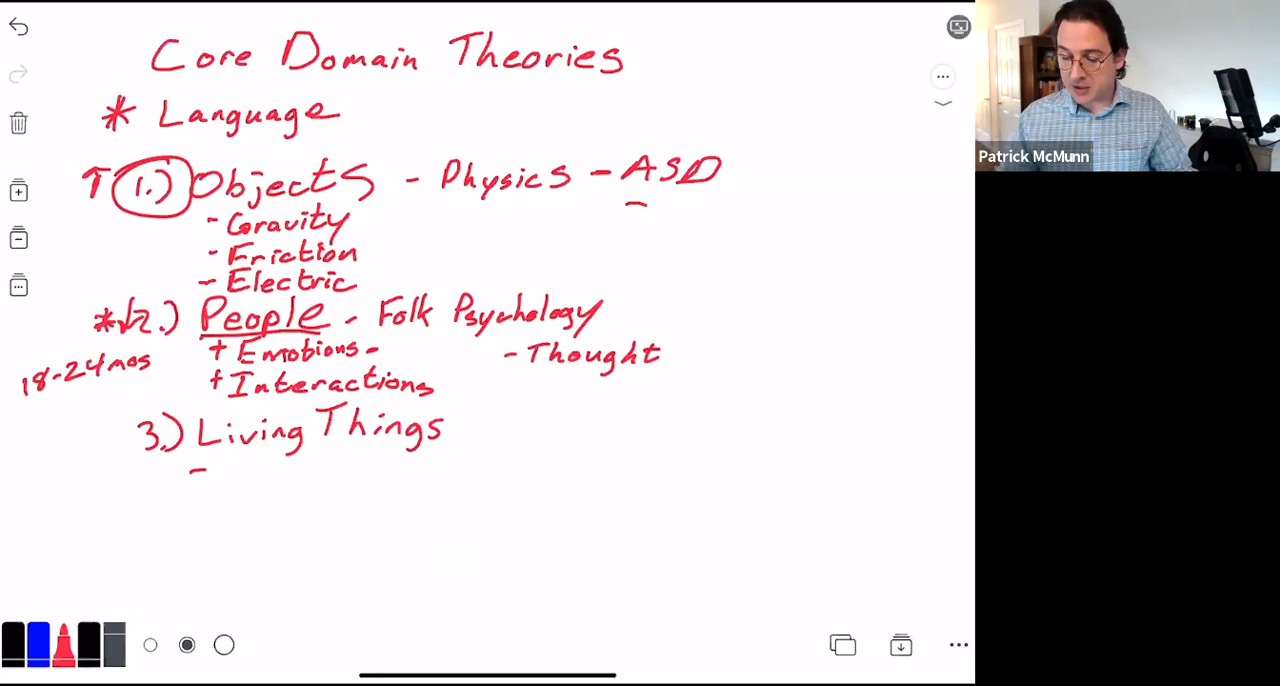 Core Domain Theories
* Language
↑ 1.) Objects - Physics - ASD
- Gravity
- Friction
- Electric
*√2.) People - Folk Psychology
+ Emotions - - Thought
18-24mos
+ Interactions
3.) Living Things
-
Patrick McMunn